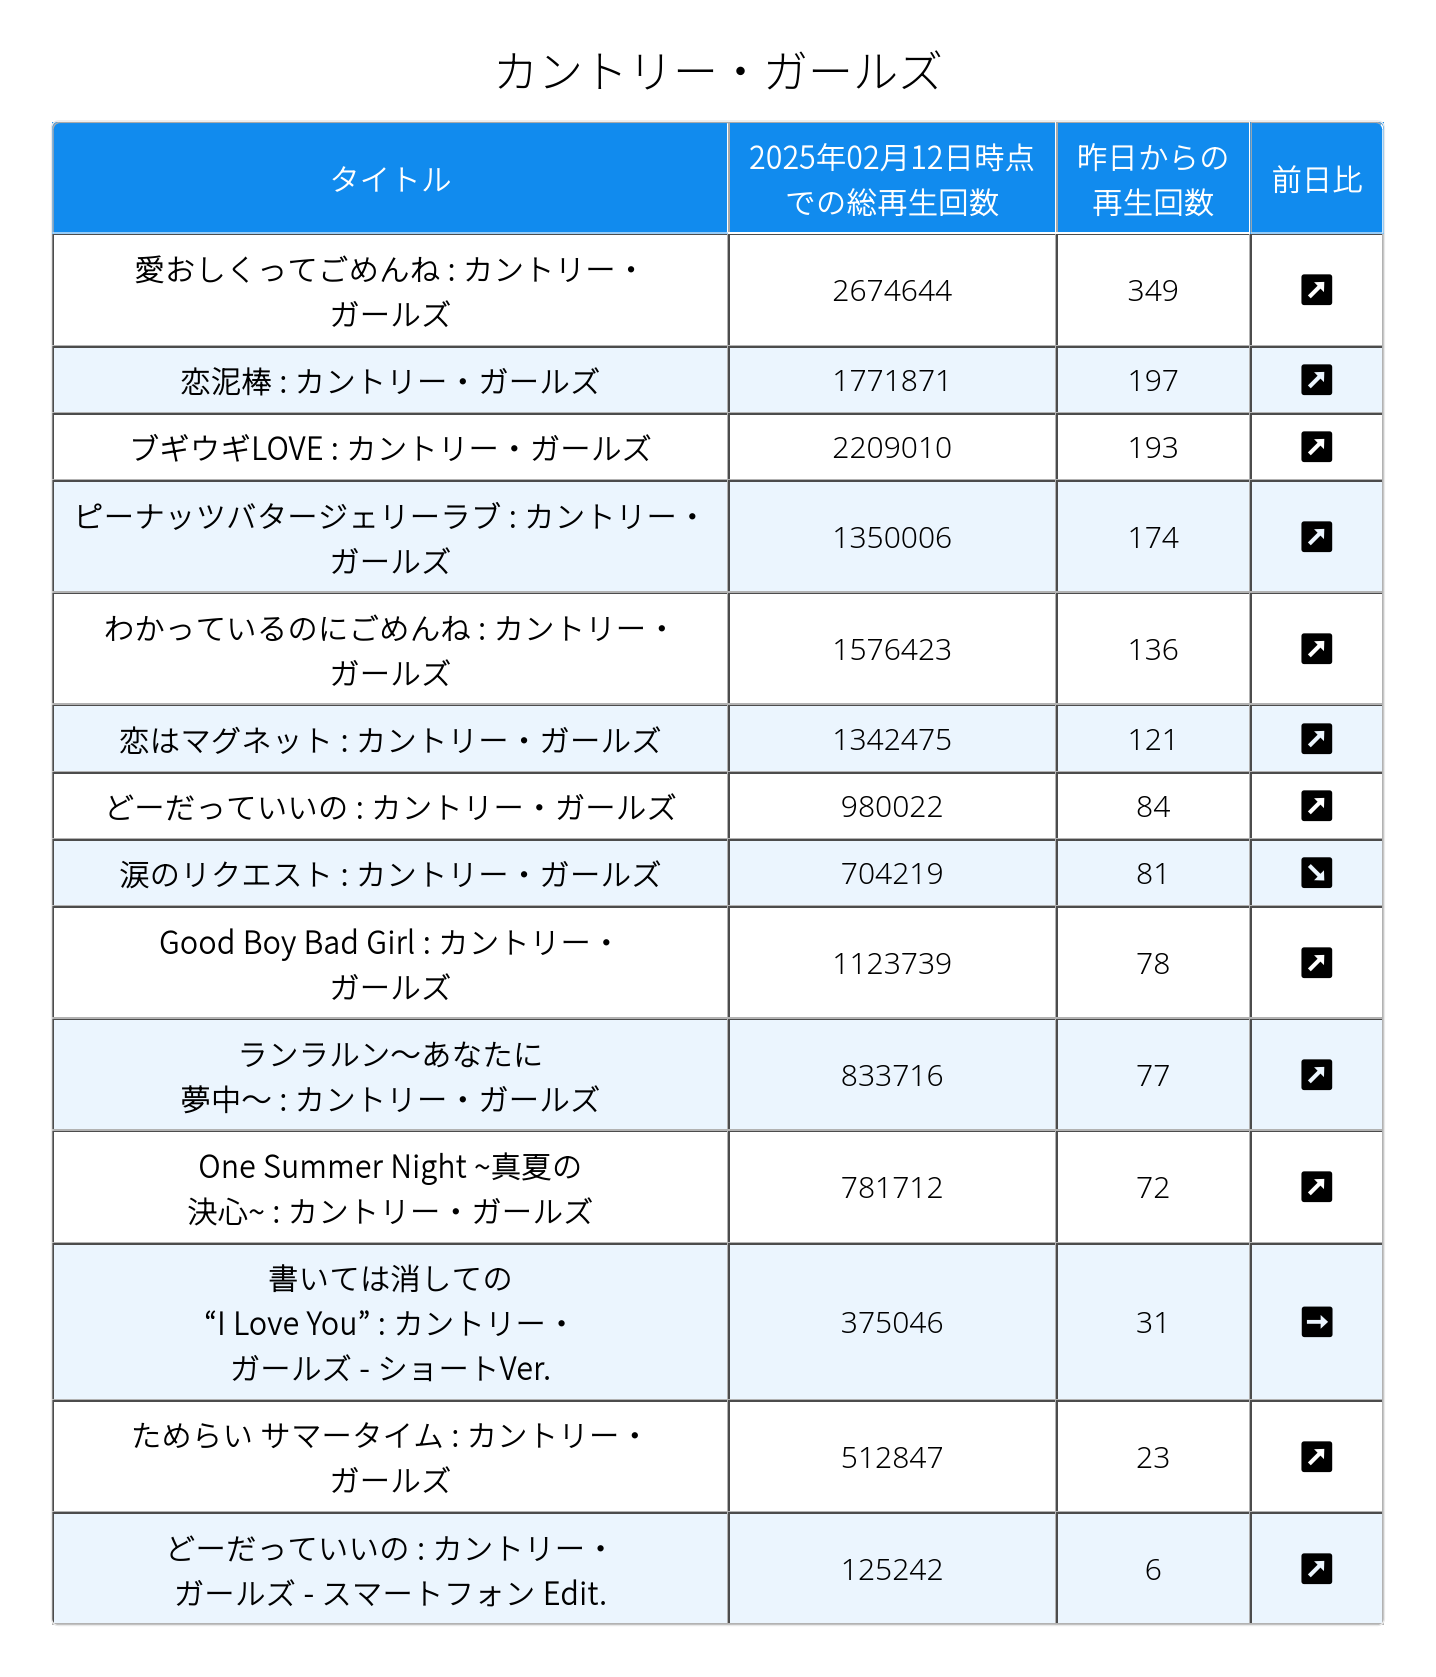 カントリー・ガールズ
タイトル
2025年02月12日時点
での総再生回数
昨日からの
再生回数
前日比
愛おしくってごめんね : カントリー・
ガールズ
2674644
349
恋泥棒 : カントリー・ガールズ
1771871
197
ブギウギLOVE : カントリー・ガールズ
2209010
193
ピーナッツバタージェリーラブ : カントリー・
ガールズ
1350006
174
わかっているのにごめんね : カントリー・
ガールズ
1576423
136
恋はマグネット : カントリー・ガールズ
1342475
121
どーだっていいの : カントリー・ガールズ
980022
84
涙のリクエスト : カントリー・ガールズ
704219
81
Good Boy Bad Girl : カントリー・
ガールズ
1123739
78
ランラルン～あなたに
夢中～ : カントリー・ガールズ
833716
77
One Summer Night ~真夏の
決心~ : カントリー・ガールズ
781712
72
書いては消しての
“I Love You” : カントリー・
ガールズ - ショートVer.
375046
31
ためらい サマータイム : カントリー・
ガールズ
512847
23
どーだっていいの : カントリー・
ガールズ - スマートフォン Edit.
125242
6